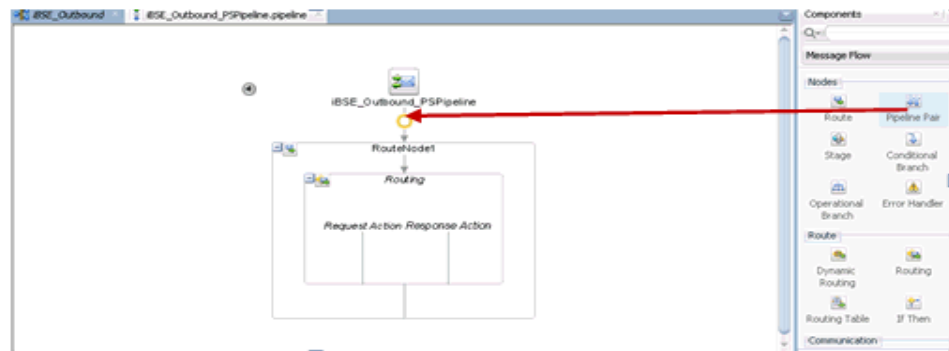 iBSE_Outbound
iBSE_Outbound_PSPipeline.pipeline
iBSE_Outbound_PSPipeline
RouteNode1
Routing
Request Action Response Action
Components
Message Flow
Nodes
Route
Pipeline Pair
Stage
Conditional
Branch
Operational
Branch
Error Handler
Route
Dynamic
Routing
Routing
Routing Table
If Then
Communication